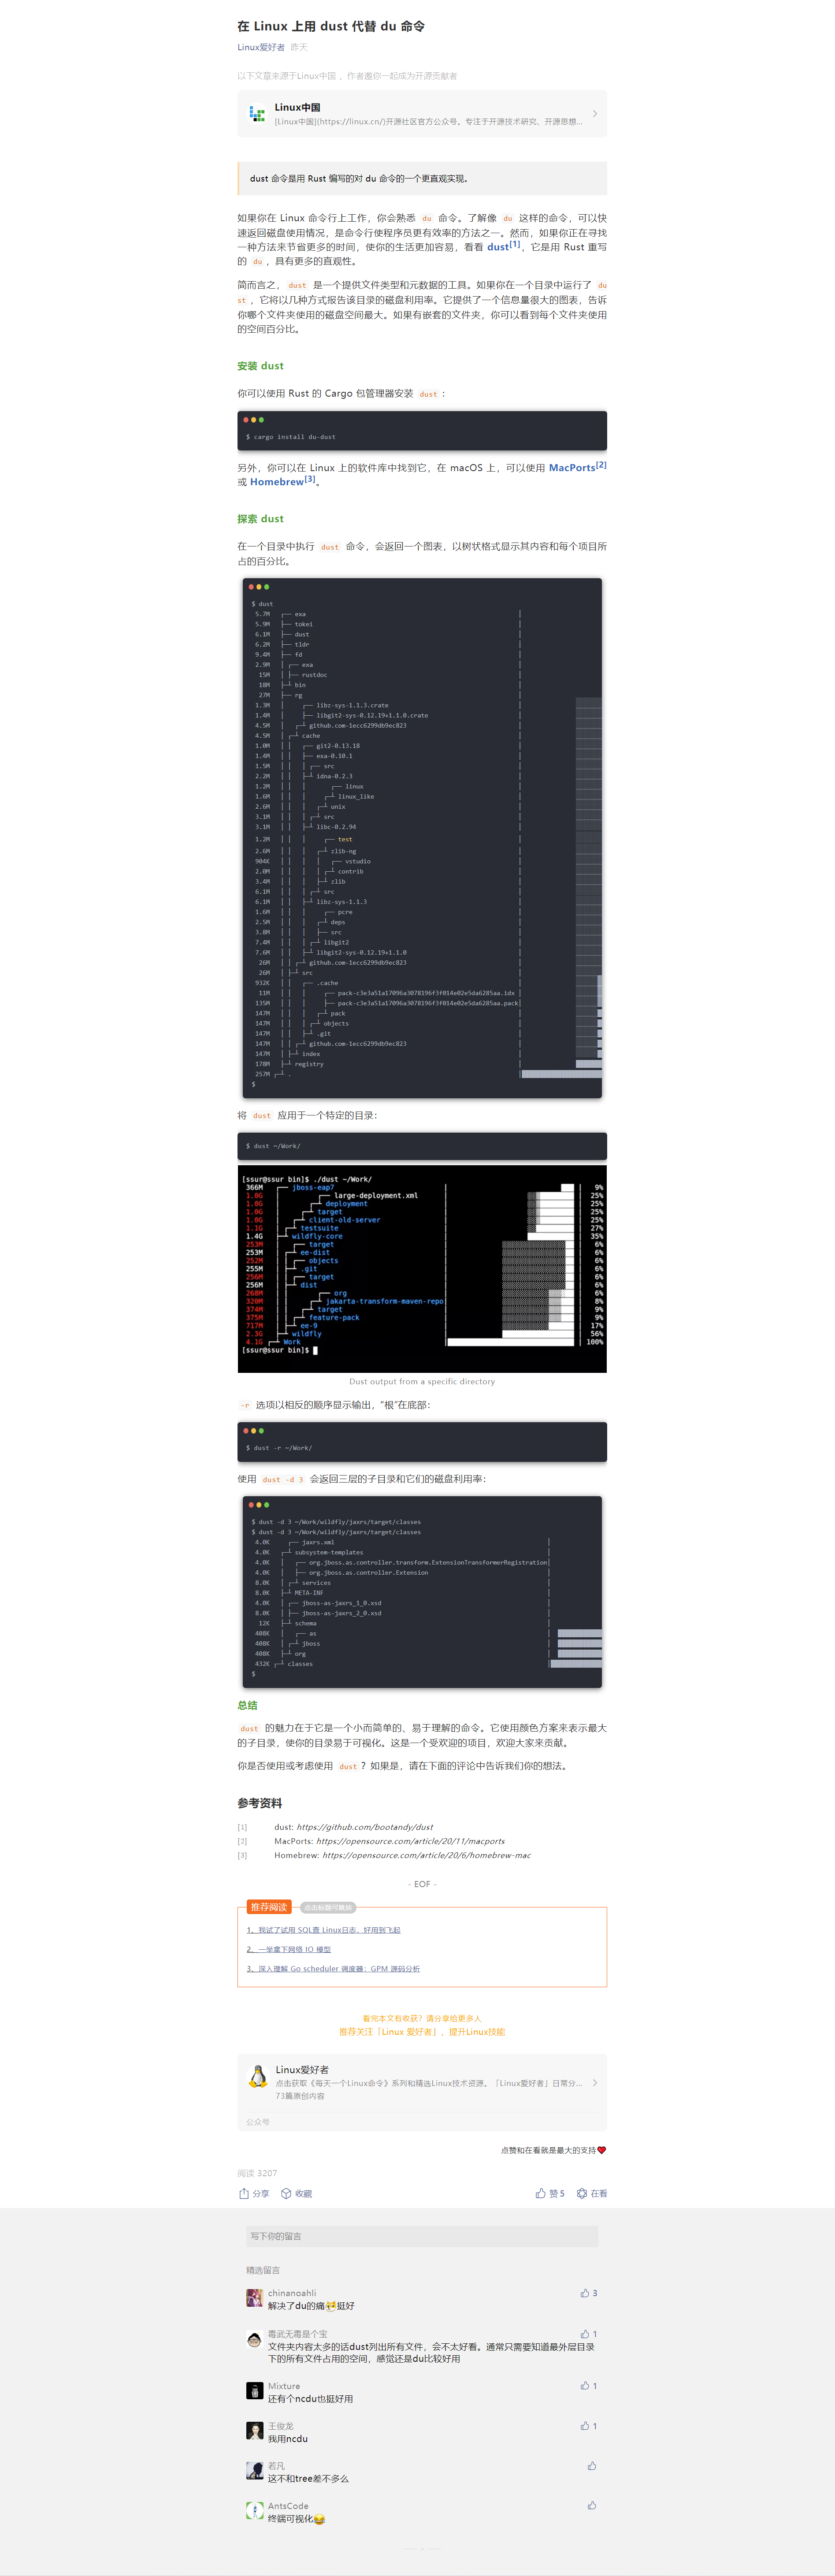 在 Linux 上用 dust 代替 du 命令
Linux爱好者 昨天
以下文章来源于Linux中国，作者邀你一起成为开源贡献者
Linux中国
[Linux中国](https://linux.cn/)开源社区官方公众号。专注于开源技术研究、开源思想...
dust 命令是用 Rust 编写的对 du 命令的一个更直观实现。
如果你在 Linux 命令行上工作，你会熟悉 du 命令。了解像 du 这样的命令，可以快
速返回磁盘使用情况，是命令行使程序员更有效率的方法之一。然而，如果你正在寻找
一种方法来节省更多的时间，使你的生活更加容易，看看 dust[1]，它是用 Rust 重写
的 du，具有更多的直观性。
简而言之，dust 是一个提供文件类型和元数据的工具。如果你在一个目录中运行了 du
st，它将以几种方式报告该目录的磁盘利用率。它提供了一个信息量很大的图表，告诉
你哪个文件夹使用的磁盘空间最大。如果有嵌套的文件夹，你可以看到每个文件夹使用
的空间百分比。
安装 dust
你可以使用 Rust 的 Cargo 包管理器安装 dust：
$ cargo install du-dust
另外，你可以在 Linux 上的软件库中找到它，在 macOS 上，可以使用 MacPorts[2]
或 Homebrew[3]。
探索 dust
在一个目录中执行 dust 命令，会返回一个图表，以树状格式显示其内容和每个项目所
占的百分比。
$ dust
5.7M ┌── exa
5.9M ├── tokei
6.1M ├── dust
6.2M ├── tldr
9.4M ├── fd
2.9M │ ┌── exa
15M │ ├── rustdoc
18M ├─┴ bin
27M ├── rg
1.3M │ ┌── libz-sys-1.1.3.crate
1.4M │ ├── libgit2-sys-0.12.19+1.1.0.crate
4.5M │ ┌─┴ github.com-1ecc6299db9ec823
4.5M │ ┌─┴ cache
1.0M │ │ ┌── git2-0.13.18
1.4M │ │ ├── exa-0.10.1
1.5M │ │ │ ┌── src
2.2M │ │ ├─┴ idna-0.2.3
1.2M │ │ │ ┌── linux
1.6M │ │ │ ┌─┴ linux_like
2.6M │ │ │ ┌─┴ unix
3.1M │ │ │ ┌─┴ src
3.1M │ │ ├─┴ libc-0.2.94
1.2M │ │ │ ┌── test
2.6M │ │ │ ┌─┴ zlib-ng
904K │ │ │ │ ┌── vstudio
2.0M │ │ │ │ ┌─┴ contrib
3.4M │ │ │ ├─┴ zlib
6.1M │ │ │ ┌─┴ src
6.1M │ │ ├─┴ libz-sys-1.1.3
1.6M │ │ │ ┌── pcre
2.5M │ │ │ ┌─┴ deps
3.8M │ │ │ ├── src
7.4M │ │ │ ┌─┴ libgit2
7.6M │ │ ├─┴ libgit2-sys-0.12.19+1.1.0
26M │ │ ┌─┴ github.com-1ecc6299db9ec823
26M │ ├─┴ src
932K │ │ ┌── .cache
11M │ │ │ ┌── pack-c3e3a51a17096a3078196f3f014e02e5da6285aa.idx
135M │ │ │ ├── pack-c3e3a51a17096a3078196f3f014e02e5da6285aa.pack
147M │ │ │ ┌─┴ pack
147M │ │ │ ┌─┴ objects
147M │ │ ├─┴ .git
147M │ │ ┌─┴ github.com-1ecc6299db9ec823
147M │ ├─┴ index
178M ├─┴ registry
257M ┌─┴ .
$
将 dust 应用于一个特定的目录：
$ dust ~/Work/
[ssur@ssur bin]$ ./dust ~/Work/
366M ┌── jboss-eap7 9%
1.0G ┌── large-deployment.xml 25%
1.0G ┌─┴ deployment 25%
1.0G ┌─┴ target 25%
1.0G ┌─┴ client-old-server 25%
1.1G ┌─┴ testsuite 27%
1.4G ├─┴ wildfly-core 35%
253M ┌── target 6%
253M ┌─┴ ee-dist 6%
252M ┌── objects 6%
255M ├─┴ .git 6%
256M ┌── target 6%
256M ├─┴ dist 6%
268M ┌── org 6%
320M ┌─┴ jakarta-transform-maven-repo 8%
374M ┌─┴ target 9%
375M ┌─┴ feature-pack 9%
717M ├─┴ ee-9 17%
2.3G ├─┴ wildfly 56%
4.1G ┌─┴ Work 100%
[ssur@ssur bin]$
Dust output from a specific directory
-r 选项以相反的顺序显示输出，“根”在底部：
$ dust -r ~/Work/
使用 dust -d 3 会返回三层的子目录和它们的磁盘利用率：
$ dust -d 3 ~/Work/wildfly/jaxrs/target/classes
$ dust -d 3 ~/Work/wildfly/jaxrs/target/classes
4.0K ┌── jaxrs.xml
4.0K ┌─┴ subsystem-templates
4.0K │ ┌── org.jboss.as.controller.transform.ExtensionTransformerRegistration
4.0K │ ├── org.jboss.as.controller.Extension
8.0K │ ┌─┴ services
8.0K ├─┴ META-INF
4.0K │ ┌── jboss-as-jaxrs_1_0.xsd
8.0K │ ├── jboss-as-jaxrs_2_0.xsd
12K ├─┴ schema
408K │ ┌── as
408K │ ┌─┴ jboss
408K ├─┴ org
432K ┌─┴ classes
$
总结
dust 的魅力在于它是一个小而简单的、易于理解的命令。它使用颜色方案来表示最大
的子目录，使你的目录易于可视化。这是一个受欢迎的项目，欢迎大家来贡献。
你是否使用或考虑使用 dust？如果是，请在下面的评论中告诉我们你的想法。
参考资料
[1] dust: https://github.com/bootandy/dust
[2] MacPorts: https://opensource.com/article/20/11/macports
[3] Homebrew: https://opensource.com/article/20/6/homebrew-mac
- EOF -
推荐阅读 点击标题可跳转
1、我试了试用 SQL查 Linux日志，好用到飞起
2、一举拿下网络 IO 模型
3、深入理解 Go scheduler 调度器：GPM 源码分析
看完本文有收获？请分享给更多人
推荐关注「Linux 爱好者」，提升Linux技能
Linux爱好者
点击获取《每天一个Linux命令》系列和精选Linux技术资源。「Linux爱好者」日常分...
73篇原创内容
公众号
点赞和在看就是最大的支持❤️
阅读 3207
分享 收藏 赞 5 在看
写下你的留言
精选留言
chinanoahli 3
解决了du的痛挺好
毒武无毒是个宝 1
文件夹内容太多的话dust列出所有文件，会不太好看。通常只需要知道最外层目录
下的所有文件占用的空间，感觉还是du比较好用
Mixture 1
还有个ncdu也挺好用
王俊龙 1
我用ncdu
若凡
这不和tree差不多么
AntsCode
终端可视化😂